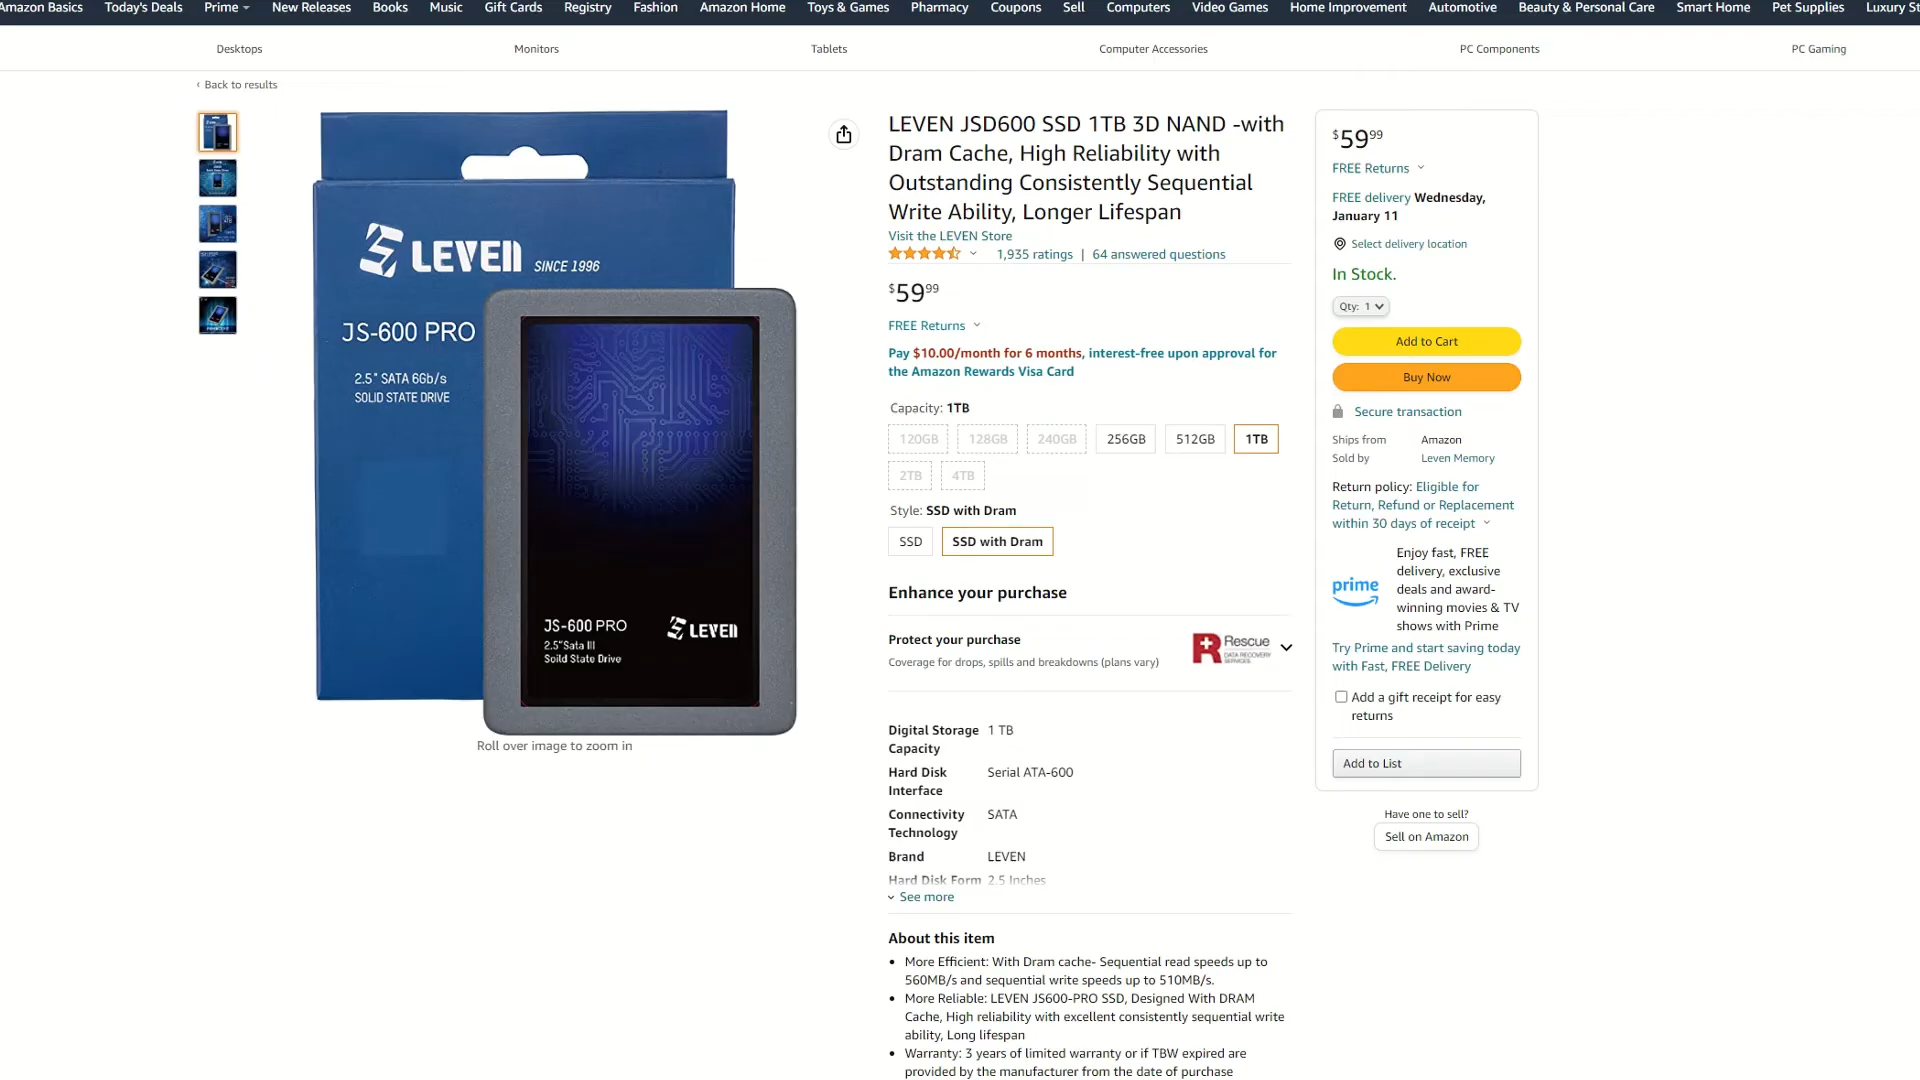 Amazon Basics Today's Deals Prime New Releases Books Music Gift Cards Registry Fashion Amazon Home Toys & Games Pharmacy Coupons Sell Computers Video Games Home Improvement Automotive Beauty & Personal Care Smart Home Pet Supplies Luxury St
Desktops Monitors Tablets Computer Accessories PC Components PC Gaming
‹ Back to results
LEVEN SINCE 1996
JS-600 PRO
2.5" SATA 6Gb/s
SOLID STATE DRIVE
JS-600 PRO
2.5"Sata III
Soild State Drive
LEVEN
Roll over image to zoom in
LEVEN JSD600 SSD 1TB 3D NAND -with
Dram Cache, High Reliability with
Outstanding Consistently Sequential
Write Ability, Longer Lifespan
Visit the LEVEN Store
1,935 ratings | 64 answered questions
$59⁹⁹
FREE Returns
Pay $10.00/month for 6 months, interest-free upon approval for
the Amazon Rewards Visa Card
Capacity: 1TB
120GB 128GB 240GB 256GB 512GB 1TB
2TB 4TB
Style: SSD with Dram
SSD SSD with Dram
Enhance your purchase
Protect your purchase
Coverage for drops, spills and breakdowns (plans vary)
Rescue
DATA RECOVERY
SERVICES
Digital Storage 1 TB
Capacity
Hard Disk Serial ATA-600
Interface
Connectivity SATA
Technology
Brand LEVEN
Hard Disk Form 2.5 Inches
See more
About this item
• More Efficient: With Dram cache- Sequential read speeds up to
560MB/s and sequential write speeds up to 510MB/s.
• More Reliable: LEVEN JS600-PRO SSD, Designed With DRAM
Cache, High reliability with excellent consistently sequential write
ability, Long lifespan
• Warranty: 3 years of limited warranty or if TBW expired are
provided by the manufacturer from the date of purchase
$59⁹⁹
FREE Returns
FREE delivery Wednesday,
January 11
Select delivery location
In Stock.
Qty: 1
Add to Cart
Buy Now
Secure transaction
Ships from Amazon
Sold by Leven Memory
Return policy: Eligible for
Return, Refund or Replacement
within 30 days of receipt
prime
Enjoy fast, FREE
delivery, exclusive
deals and award-
winning movies & TV
shows with Prime
Try Prime and start saving today
with Fast, FREE Delivery
Add a gift receipt for easy
returns
Add to List
Have one to sell?
Sell on Amazon